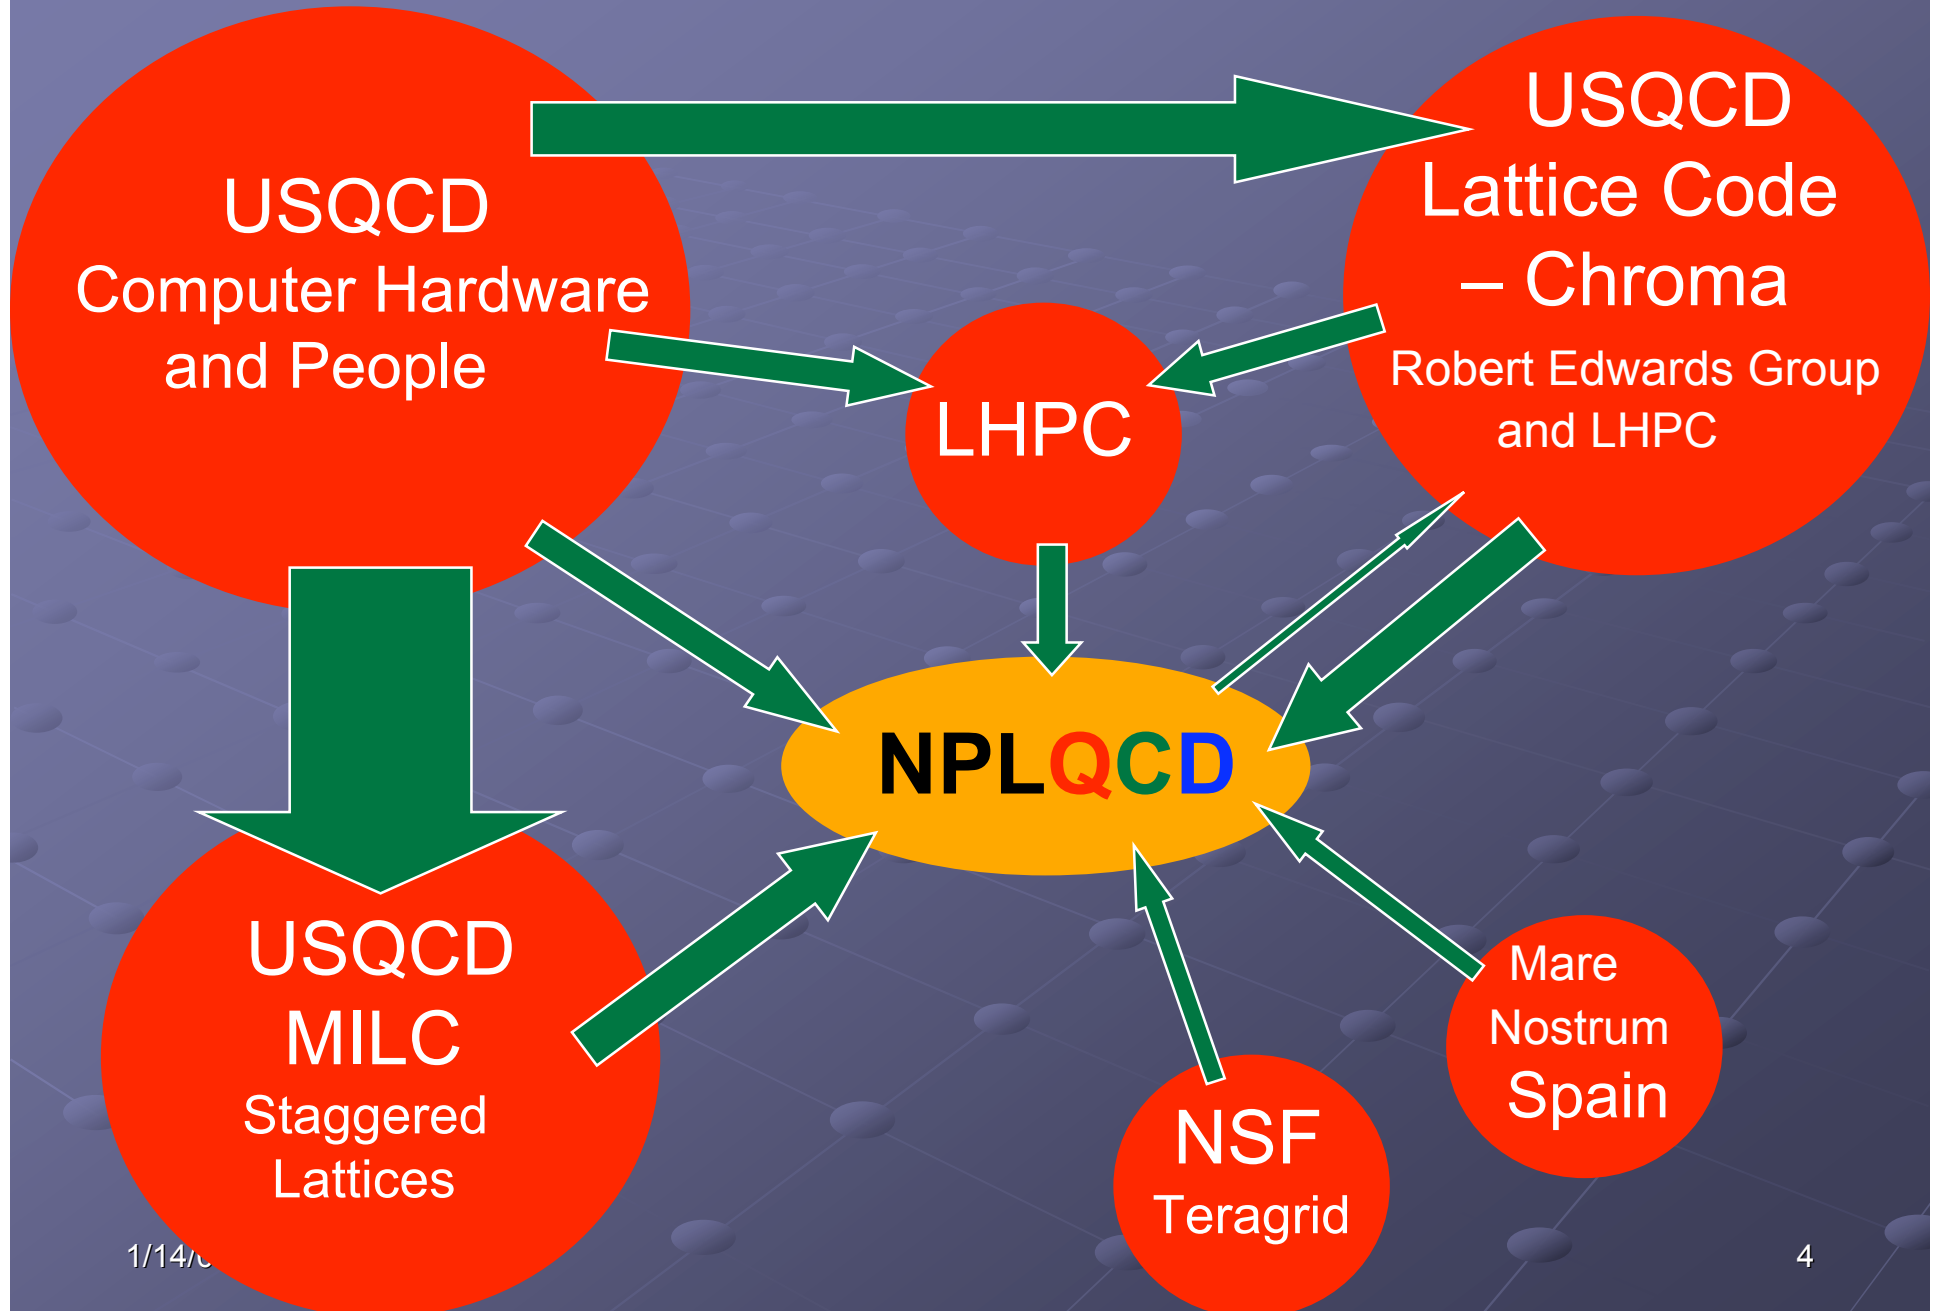 USQCD
Computer Hardware
and People
USQCD
Lattice Code
– Chroma
Robert Edwards Group
and LHPC
LHPC
NPLQCD
USQCD
MILC
Staggered
Lattices
NSF
Teragrid
Mare
Nostrum
Spain
4